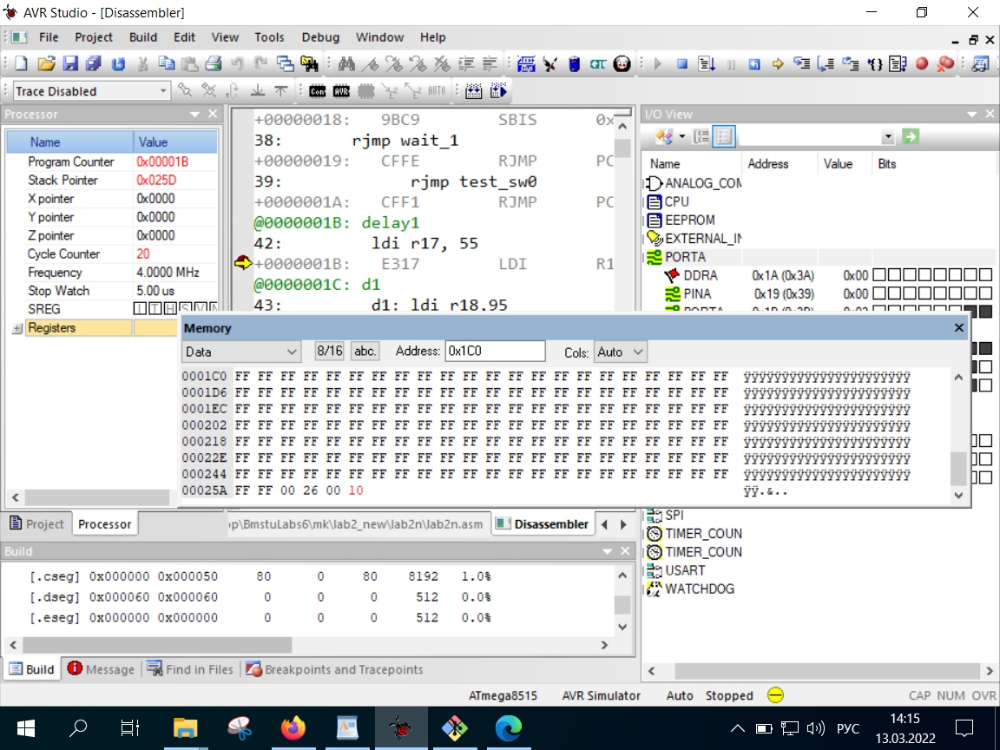 AVR Studio - [Disassembler]
File Project Build Edit View Tools Debug Window Help
Trace Disabled
AUTO
Processor
Name Value
Program Counter 0x00001B
Stack Pointer 0x025D
X pointer 0x0000
Y pointer 0x0000
Z pointer 0x0000
Cycle Counter 20
Frequency 4.0000 MHz
Stop Watch 5.00 us
SREG I T H S V N
Registers
+00000018: 9BC9 SBIS 0x
38: rjmp wait_1
+00000019: CFFE RJMP PC
39: rjmp test_sw0
+0000001A: CFF1 RJMP PC
@0000001B: delay1
42: ldi r17, 55
+0000001B: E317 LDI R1
@0000001C: d1
43: d1: ldi r18,95
I/O View
Name Address Value Bits
ANALOG_COM
CPU
EEPROM
EXTERNAL_IN
PORTA
DDRA 0x1A (0x3A) 0x00
PINA 0x19 (0x39) 0x00
PORTA 0x1B (0x3B) 0x03
Memory
Data 8/16 abc. Address: 0x1C0 Cols: Auto
0001C0 FF FF FF FF FF FF FF FF FF FF FF FF FF FF FF FF FF FF FF FF FF FF ÿÿÿÿÿÿÿÿÿÿÿÿÿÿÿÿÿÿÿÿÿÿ
0001D6 FF FF FF FF FF FF FF FF FF FF FF FF FF FF FF FF FF FF FF FF FF FF ÿÿÿÿÿÿÿÿÿÿÿÿÿÿÿÿÿÿÿÿÿÿ
0001EC FF FF FF FF FF FF FF FF FF FF FF FF FF FF FF FF FF FF FF FF FF FF ÿÿÿÿÿÿÿÿÿÿÿÿÿÿÿÿÿÿÿÿÿÿ
000202 FF FF FF FF FF FF FF FF FF FF FF FF FF FF FF FF FF FF FF FF FF FF ÿÿÿÿÿÿÿÿÿÿÿÿÿÿÿÿÿÿÿÿÿÿ
000218 FF FF FF FF FF FF FF FF FF FF FF FF FF FF FF FF FF FF FF FF FF FF ÿÿÿÿÿÿÿÿÿÿÿÿÿÿÿÿÿÿÿÿÿÿ
00022E FF FF FF FF FF FF FF FF FF FF FF FF FF FF FF FF FF FF FF FF FF FF ÿÿÿÿÿÿÿÿÿÿÿÿÿÿÿÿÿÿÿÿÿÿ
000244 FF FF FF FF FF FF FF FF FF FF FF FF FF FF FF FF FF FF FF FF FF FF ÿÿÿÿÿÿÿÿÿÿÿÿÿÿÿÿÿÿÿÿÿÿ
00025A FF FF 00 26 00 10 ÿÿ.&..
SPI
TIMER_COUN
TIMER_COUN
USART
WATCHDOG
Project Processor
op\BmstuLabs6\mk\lab2_new\lab2n\lab2n.asm Disassembler
Build
[.cseg] 0x000000 0x000050 80 0 80 8192 1.0%
[.dseg] 0x000060 0x000060 0 0 0 512 0.0%
[.eseg] 0x000000 0x000000 0 0 0 512 0.0%
Build Message Find in Files Breakpoints and Tracepoints
ATmega8515 AVR Simulator Auto Stopped CAP NUM OVR
РУС
14:15
13.03.2022